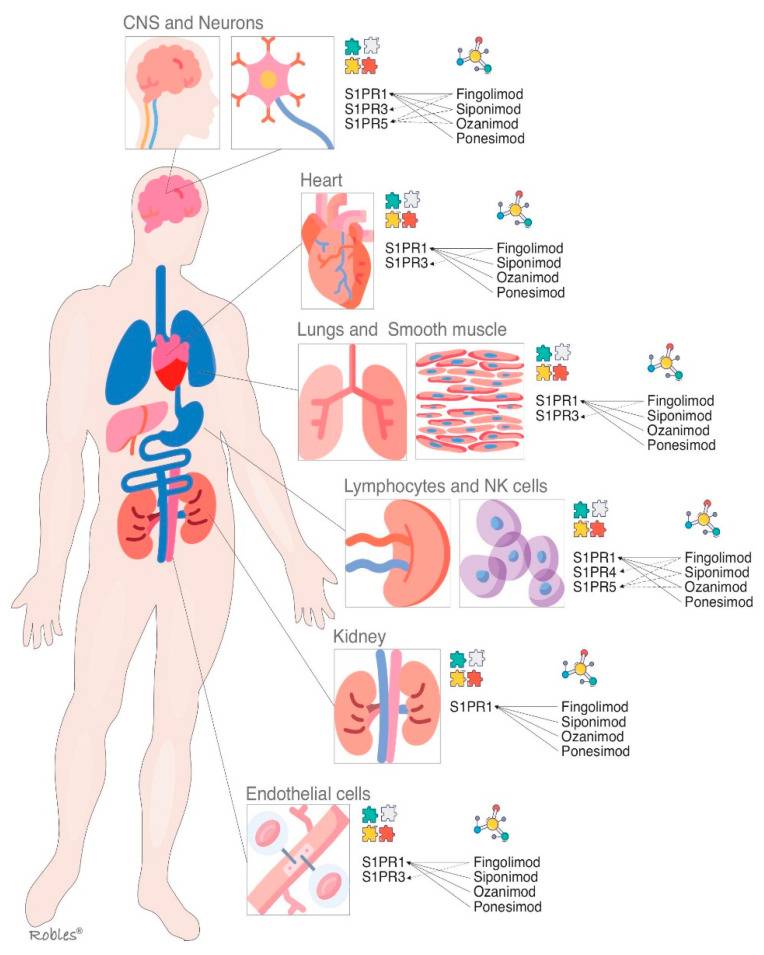 CNS and Neurons
S1PR1 Fingolimod
S1PR3 Siponimod
S1PR5 Ozanimod
Ponesimod
Heart
S1PR1 Fingolimod
S1PR3 Siponimod
Ozanimod
Ponesimod
Lungs and Smooth muscle
S1PR1 Fingolimod
S1PR3 Siponimod
Ozanimod
Ponesimod
Lymphocytes and NK cells
S1PR1 Fingolimod
S1PR4 Siponimod
S1PR5 Ozanimod
Ponesimod
Kidney
S1PR1 Fingolimod
Siponimod
Ozanimod
Ponesimod
Endothelial cells
S1PR1 Fingolimod
S1PR3 Siponimod
Ozanimod
Ponesimod
Robles®